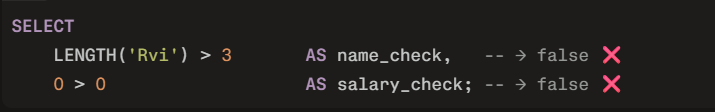 SELECT
    LENGTH('Rvi') > 3       AS name_check,   -- → false ❌
    0 > 0                   AS salary_check; -- → false ❌